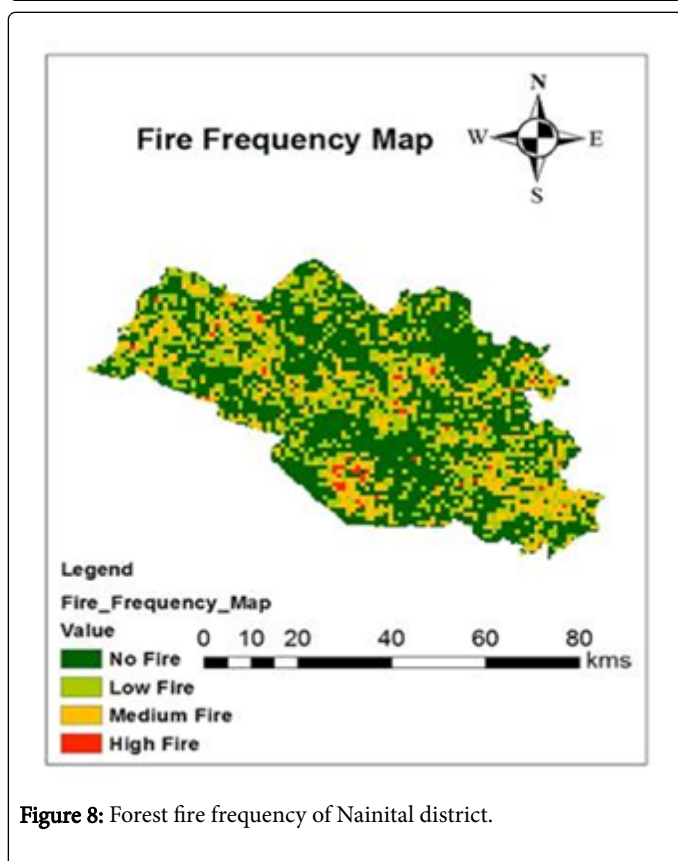 N
Fire Frequency Map
W E
S
Legend
Fire_Frequency_Map
Value
0 10 20 40 60 80
kms
No Fire
Low Fire
Medium Fire
High Fire
Figure 8: Forest fire frequency of Nainital district.